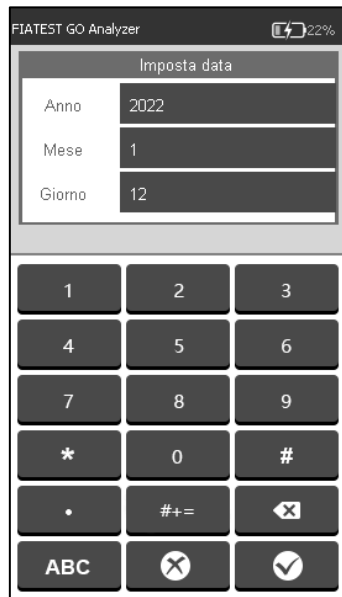 FIATEST GO Analyzer 22%
Imposta data
Anno 2022
Mese 1
Giorno 12
1 2 3
4 5 6
7 8 9
* 0 #
. #+=
ABC